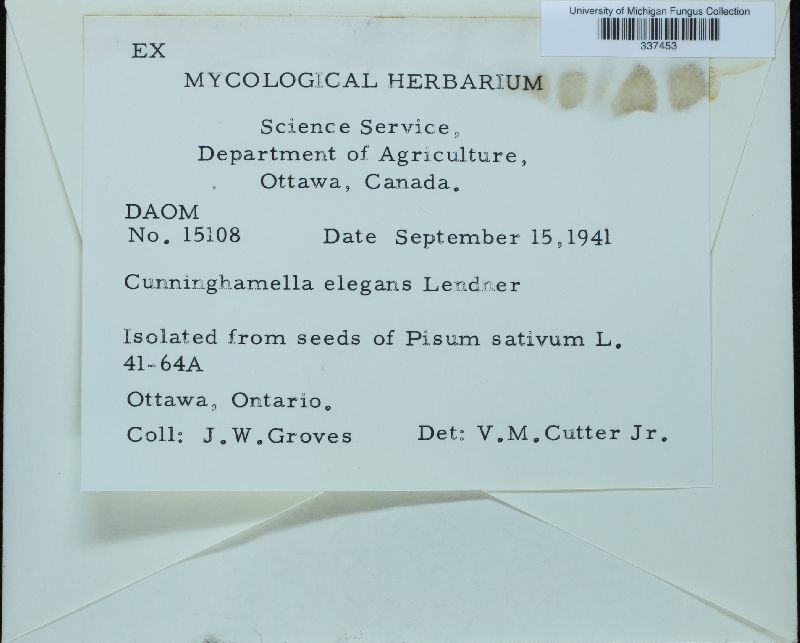 University of Michigan Fungus Collection
337453
EX
MYCOLOGICAL HERBARIUM
Science Service,
Department of Agriculture,
Ottawa, Canada.
DAOM
No. 15108 Date September 15, 1941
Cunninghamella elegans Lendner
Isolated from seeds of Pisum sativum L.
41-64A
Ottawa, Ontario.
Coll: J.W.Groves Det: V.M.Cutter Jr.